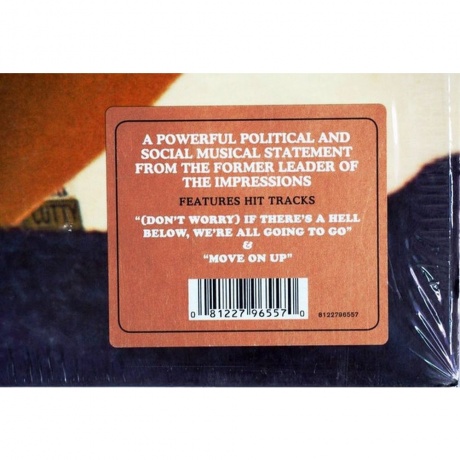 A POWERFUL POLITICAL AND
SOCIAL MUSICAL STATEMENT
FROM THE FORMER LEADER OF
THE IMPRESSIONS
FEATURES HIT TRACKS
“(DON’T WORRY) IF THERE’S A HELL
BELOW, WE’RE ALL GOING TO GO”
&
“MOVE ON UP”
0 81227 96557 0
8122796557
CUTTY